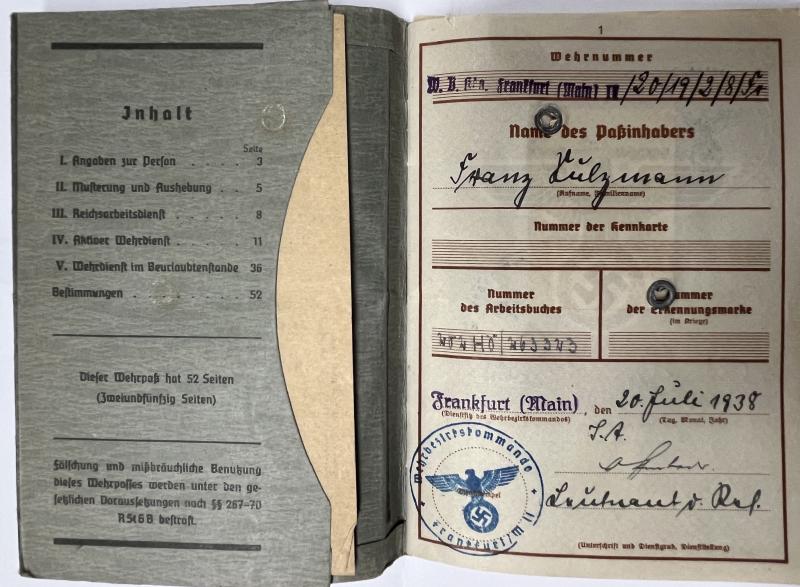 Inhalt
Seite
I. Angaben zur Person . . . . . 3
II. Musterung und Aushebung . . . . 5
III. Reichsarbeitsdienst . . . . . . 8
IV. Aktiver Wehrdienst . . . . . . 11
V. Wehrdienst im Beurlaubtenstande 36
Bestimmungen . . . . . . . . . 52
Dieser Wehrpaß hat 52 Seiten
(Zweiundfünfzig Seiten)
Fälschung und mißbräuchliche Benutzung
dieses Wehrpasses werden unter den ge-
setzlichen Voraussetzungen nach §§ 267–70
RStGB bestraft.
1
Wehrnummer
Frankfurt (Main) /20/19/2/8/
Name des Paßinhabers
Franz
(Rufname, Familienname)
Nummer der Kennkarte
Nummer
des Arbeitsbuches
Nummer
der Erkennungsmarke
(im Kriege)
Frankfurt (Main), den 20. Juli 1938
(Dienstsitz des Wehrbezirkskommandos) (Tag, Monat, Jahr)
Wehrbezirkskommando
Frankfurt/M II
Leutnant d. Res.
(Unterschrift und Dienstgrad, Dienststellung)